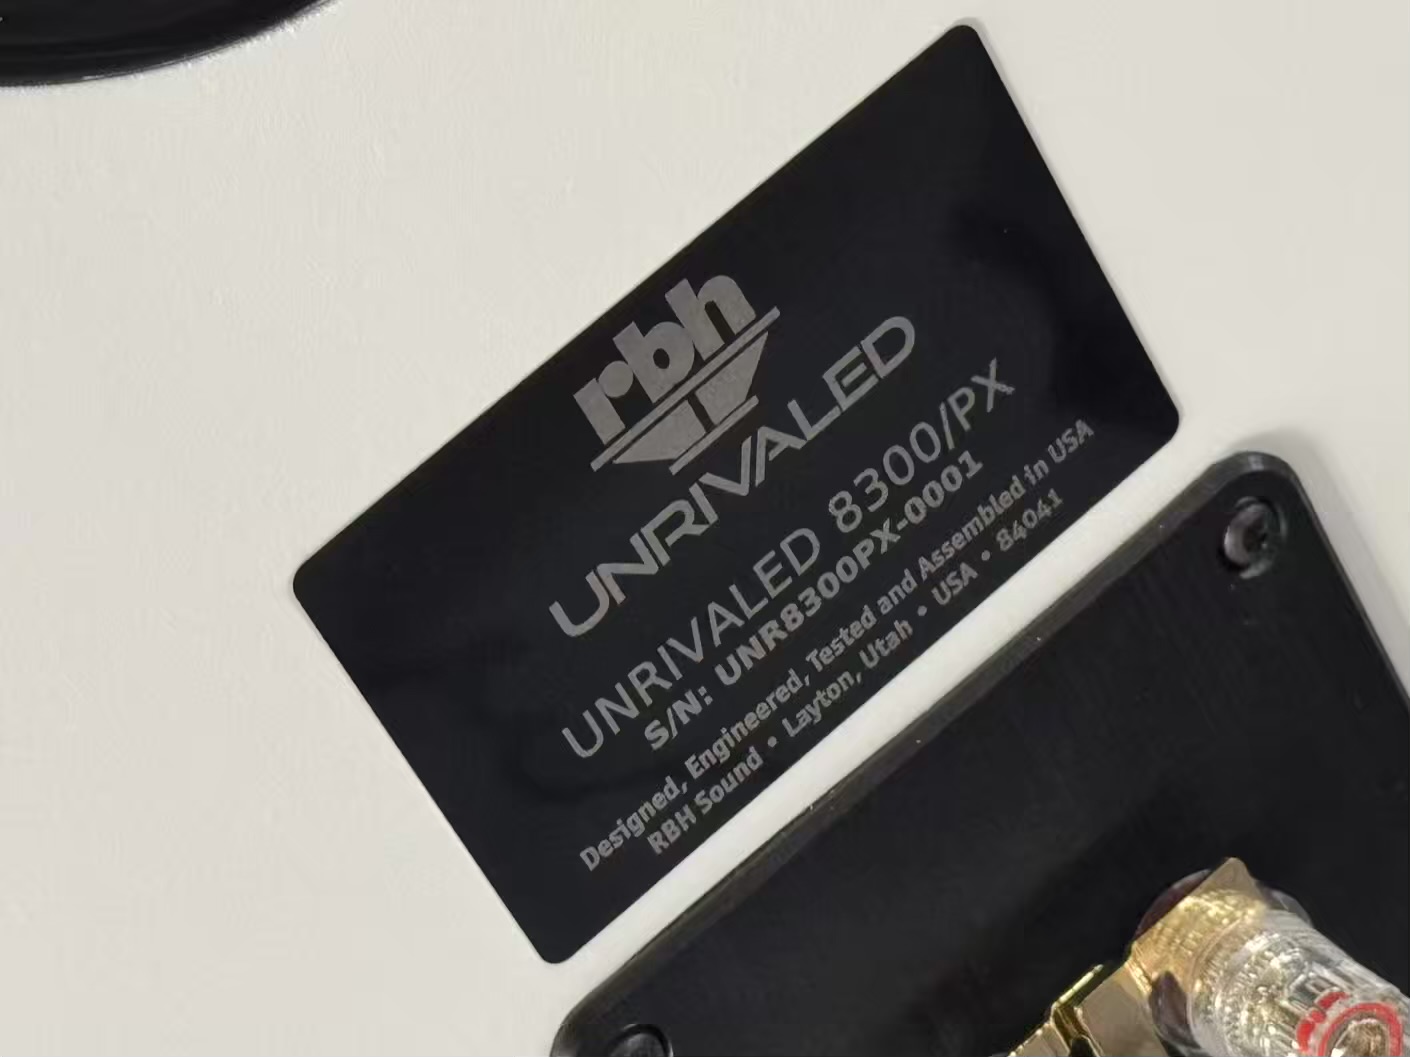 rbh
UNRIVALED
UNRIVALED 8300/PX
S/N: UNR8300PX-0001
Designed, Engineered, Tested and Assembled in USA
RBH Sound • Layton, Utah • USA • 84041